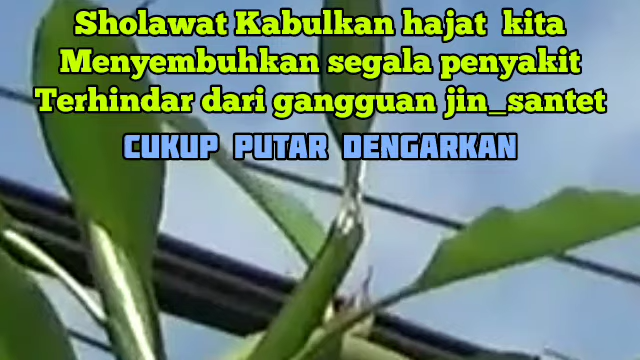 Sholawat Kabulkan hajat kita
Menyembuhkan segala penyakit
Terhindar dari gangguan jin_santet
CUKUP PUTAR DENGARKAN